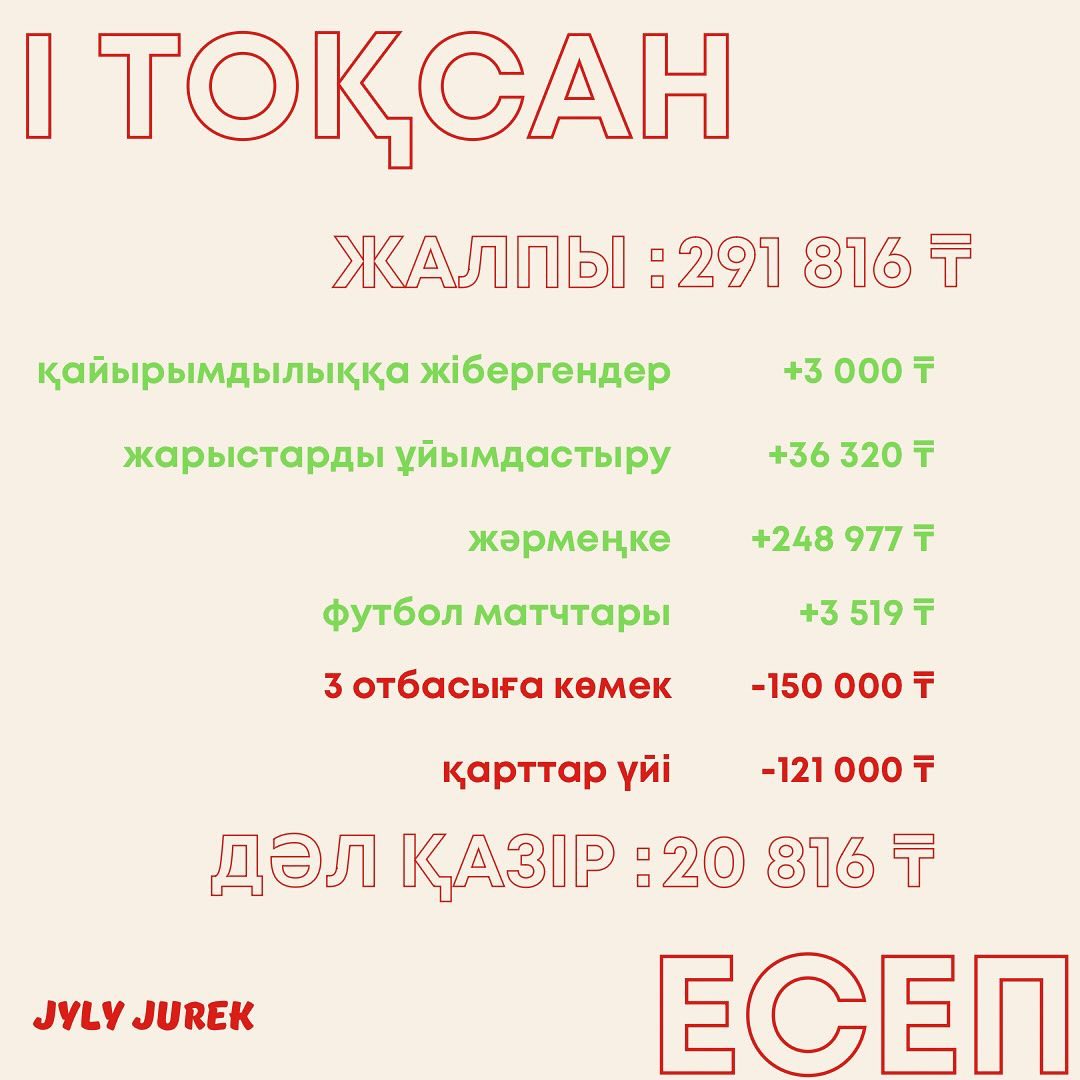 І ТОҚСАН
ЖАЛПЫ : 291 816 ₸
қайырымдылыққа жібергендер +3 000 ₸
жарыстарды ұйымдастыру +36 320 ₸
жәрмеңке +248 977 ₸
футбол матчтары +3 519 ₸
3 отбасыға көмек -150 000 ₸
қарттар үйі -121 000 ₸
ДӘЛ ҚАЗІР : 20 816 ₸
ЕСЕП
JYLY JUREK